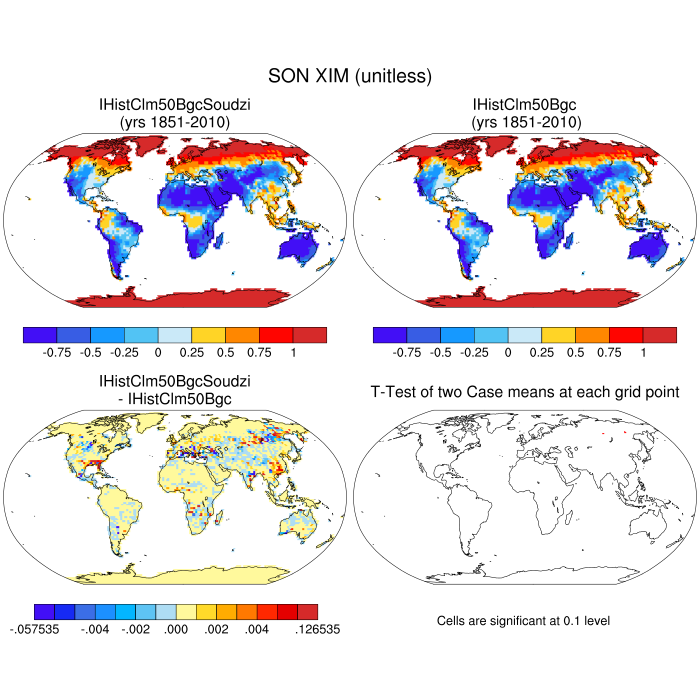 SON XIM (unitless)
IHistClm50BgcSoudzi
(yrs 1851-2010)
IHistClm50Bgc
(yrs 1851-2010)
-0.75 -0.5 -0.25 0 0.25 0.5 0.75 1
-0.75 -0.5 -0.25 0 0.25 0.5 0.75 1
IHistClm50BgcSoudzi
- IHistClm50Bgc
T-Test of two Case means at each grid point
-.057535 -.004 -.002 .000 .002 .004 .126535
Cells are significant at 0.1 level